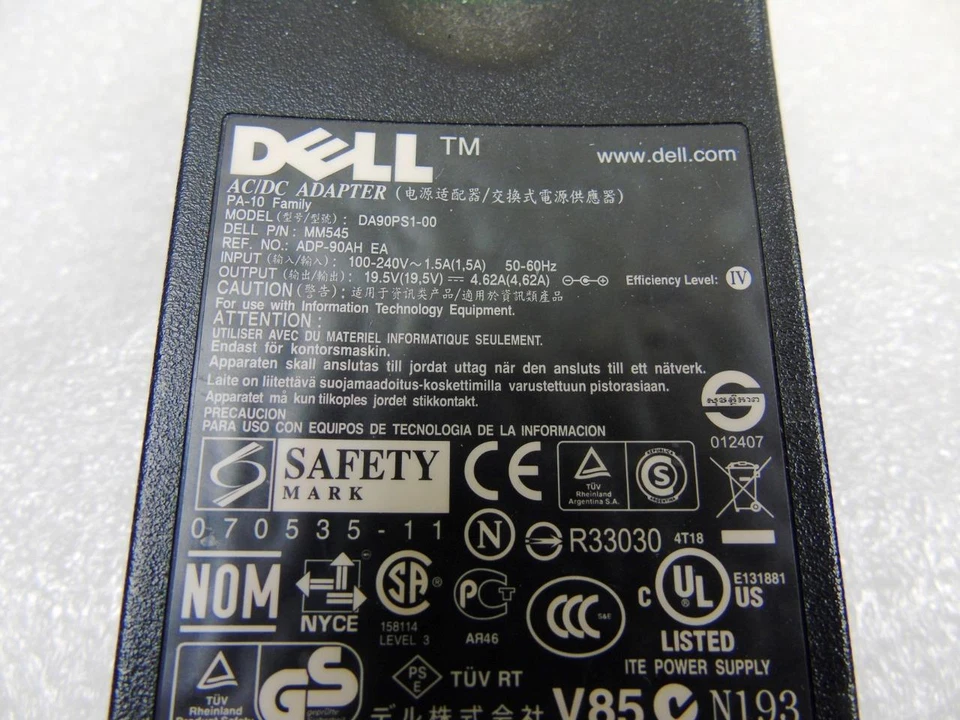 DELL™
www.dell.com
AC/DC ADAPTER (电源适配器/交換式電源供應器)
PA-10 Family
MODEL (型号/型號): DA90PS1-00
DELL P/N: MM545
REF. NO.: ADP-90AH EA
INPUT (输入/輸入): 100-240V~1.5A(1,5A) 50-60Hz
OUTPUT (输出/輸出): 19.5V(19,5V) ⎓ 4.62A(4,62A) Efficiency Level: IV
CAUTION (警告): 适用于资讯类产品/適用於資訊類產品
For use with Information Technology Equipment.
ATTENTION :
UTILISER AVEC DU MATERIEL INFORMATIQUE SEULEMENT.
Endast för kontorsmaskin.
Apparaten skall anslutas till jordat uttag när den ansluts till ett nätverk.
Laite on liitettävä suojamaadoitus-koskettimilla varustettuun pistorasiaan.
Apparatet må kun tilkoples jordet stikkontakt.
PRECAUCION
PARA USO CON EQUIPOS DE TECNOLOGIA DE LA INFORMACION
012407
SAFETY
MARK
CE
TÜV
Rheinland
Argentina S.A.
REPUBLICA
S
ARGENTINA
070535-11
N
R33030 4T18
NOM
NYCE
SA ®
158114
LEVEL 3
PCT
АЯ46
CCC S&E
c UL US
E131881
LISTED
ITE POWER SUPPLY
TÜV
Rheinland
Product Safety
GS
geprüfte
PS
E
TÜV RT
デル株式会社
V85
N193